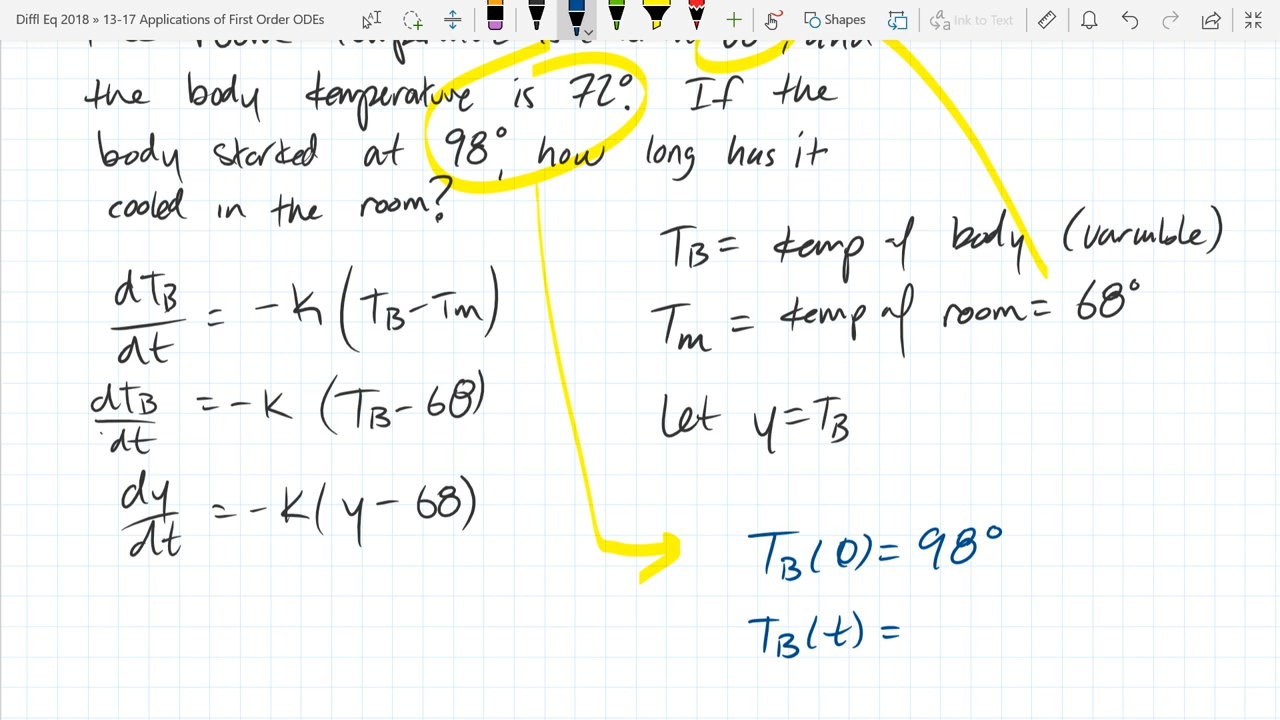 Diffl Eq 2018 » 13-17 Applications of First Order ODEs
Shapes
Ink to Text
room temperature is
the body temperature is 72°. If the
body started at 98°, how long has it
cooled in the room?
T_B = temp of body (variable)
T_m = temp of room = 68°
dT_B/dt = -K(T_B - T_m)
dT_B/dt = -K (T_B - 68)
Let y = T_B
dy/dt = -K(y - 68)
T_B(0) = 98°
T_B(t) =